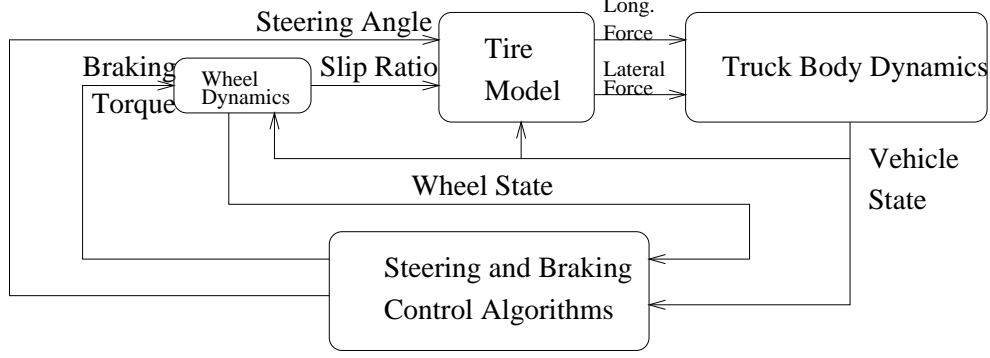 Steering Angle
Braking
Torque
Wheel
Dynamics
Slip Ratio
Tire
Model
Long.
Force
Lateral
Force
Truck Body Dynamics
Vehicle
State
Wheel State
Steering and Braking
Control Algorithms